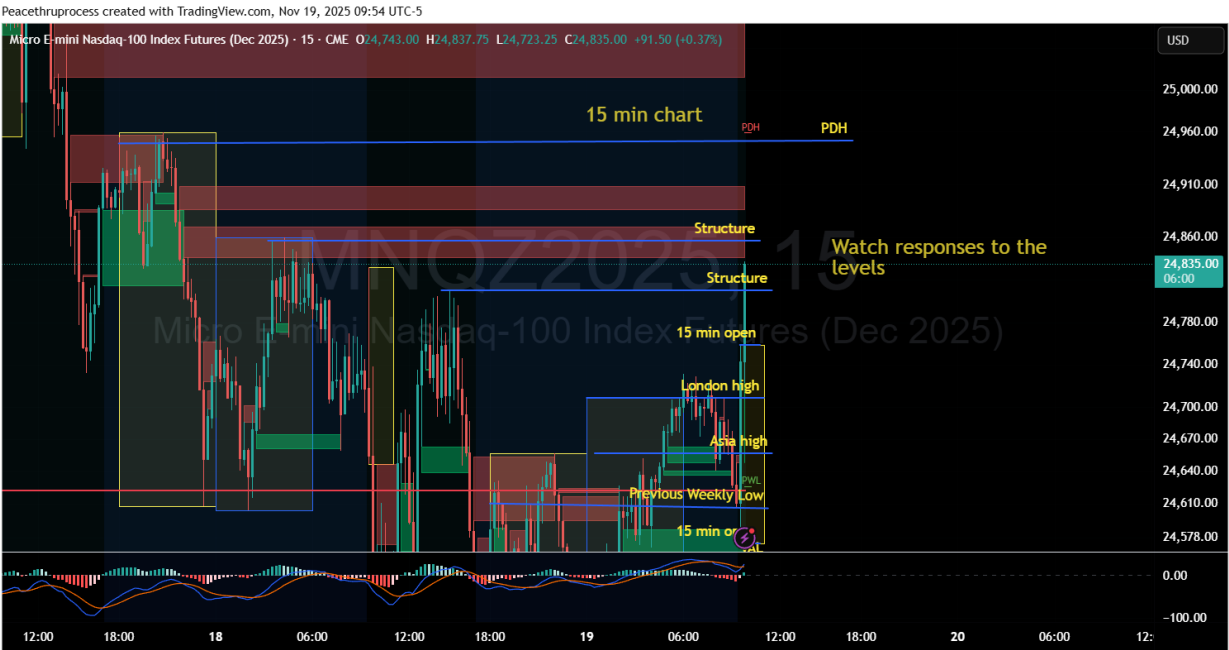 Peacethruprocess created with TradingView.com, Nov 19, 2025 09:54 UTC-5
Micro E-mini Nasdaq-100 Index Futures (Dec 2025) · 15 · CME O24,743.00 H24,837.75 L24,723.25 C24,835.00 +91.50 (+0.37%)
USD
25,000.00
15 min chart
PDH
PDH
24,960.00
24,910.00
Structure
24,860.00
MNQZ2025, 15
Watch responses to the
levels
24,835.00
06:00
Structure
Micro E-mini Nasdaq-100 Index Futures (Dec 2025)
15 min open
24,780.00
24,740.00
London high
24,700.00
Asia high
24,670.00
24,640.00
PWL
Previous Weekly Low
24,610.00
15 min
24,578.00
0.00
-100.00
12:00 18:00 18 06:00 12:00 18:00 19 06:00 12:00 18:00 20 06:00 12: